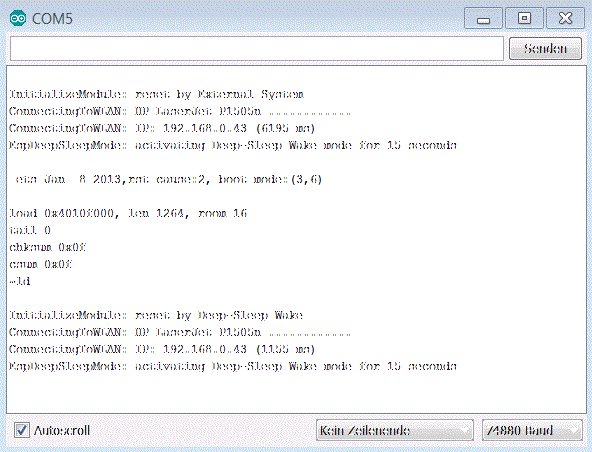 COM5
Senden
InitializeModule: reset by External System
ConnectingToWLAN: HP LaserJet P1505n ................
ConnectingToWLAN: IP: 192.168.0.43 (6195 ms)
EspDeepSleepMode: activating Deep-Sleep Wake mode for 15 seconds
ets Jan  8 2013,rst cause:2, boot mode:(3,6)
load 0x4010f000, len 1264, room 16
tail 0
chksum 0x0f
csum 0x0f
~ld
InitializeModule: reset by Deep-Sleep Wake
ConnectingToWLAN: HP LaserJet P1505n ................
ConnectingToWLAN: IP: 192.168.0.43 (1155 ms)
EspDeepSleepMode: activating Deep-Sleep Wake mode for 15 seconds
Autoscroll
Kein Zeilenende
74880 Baud